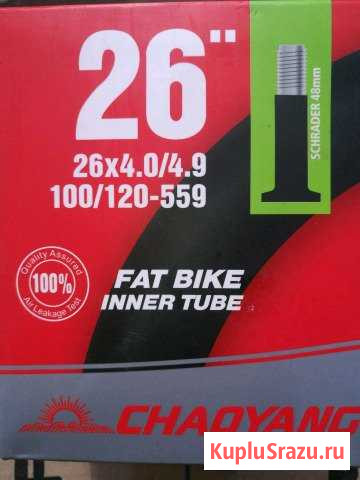 26"
26x4.0/4.9
100/120-559
SCHRADER 48mm
Quality Assured
100%
Air Leakage Test
FAT BIKE
INNER TUBE
CHAOYANG
KupluSrazu.ru